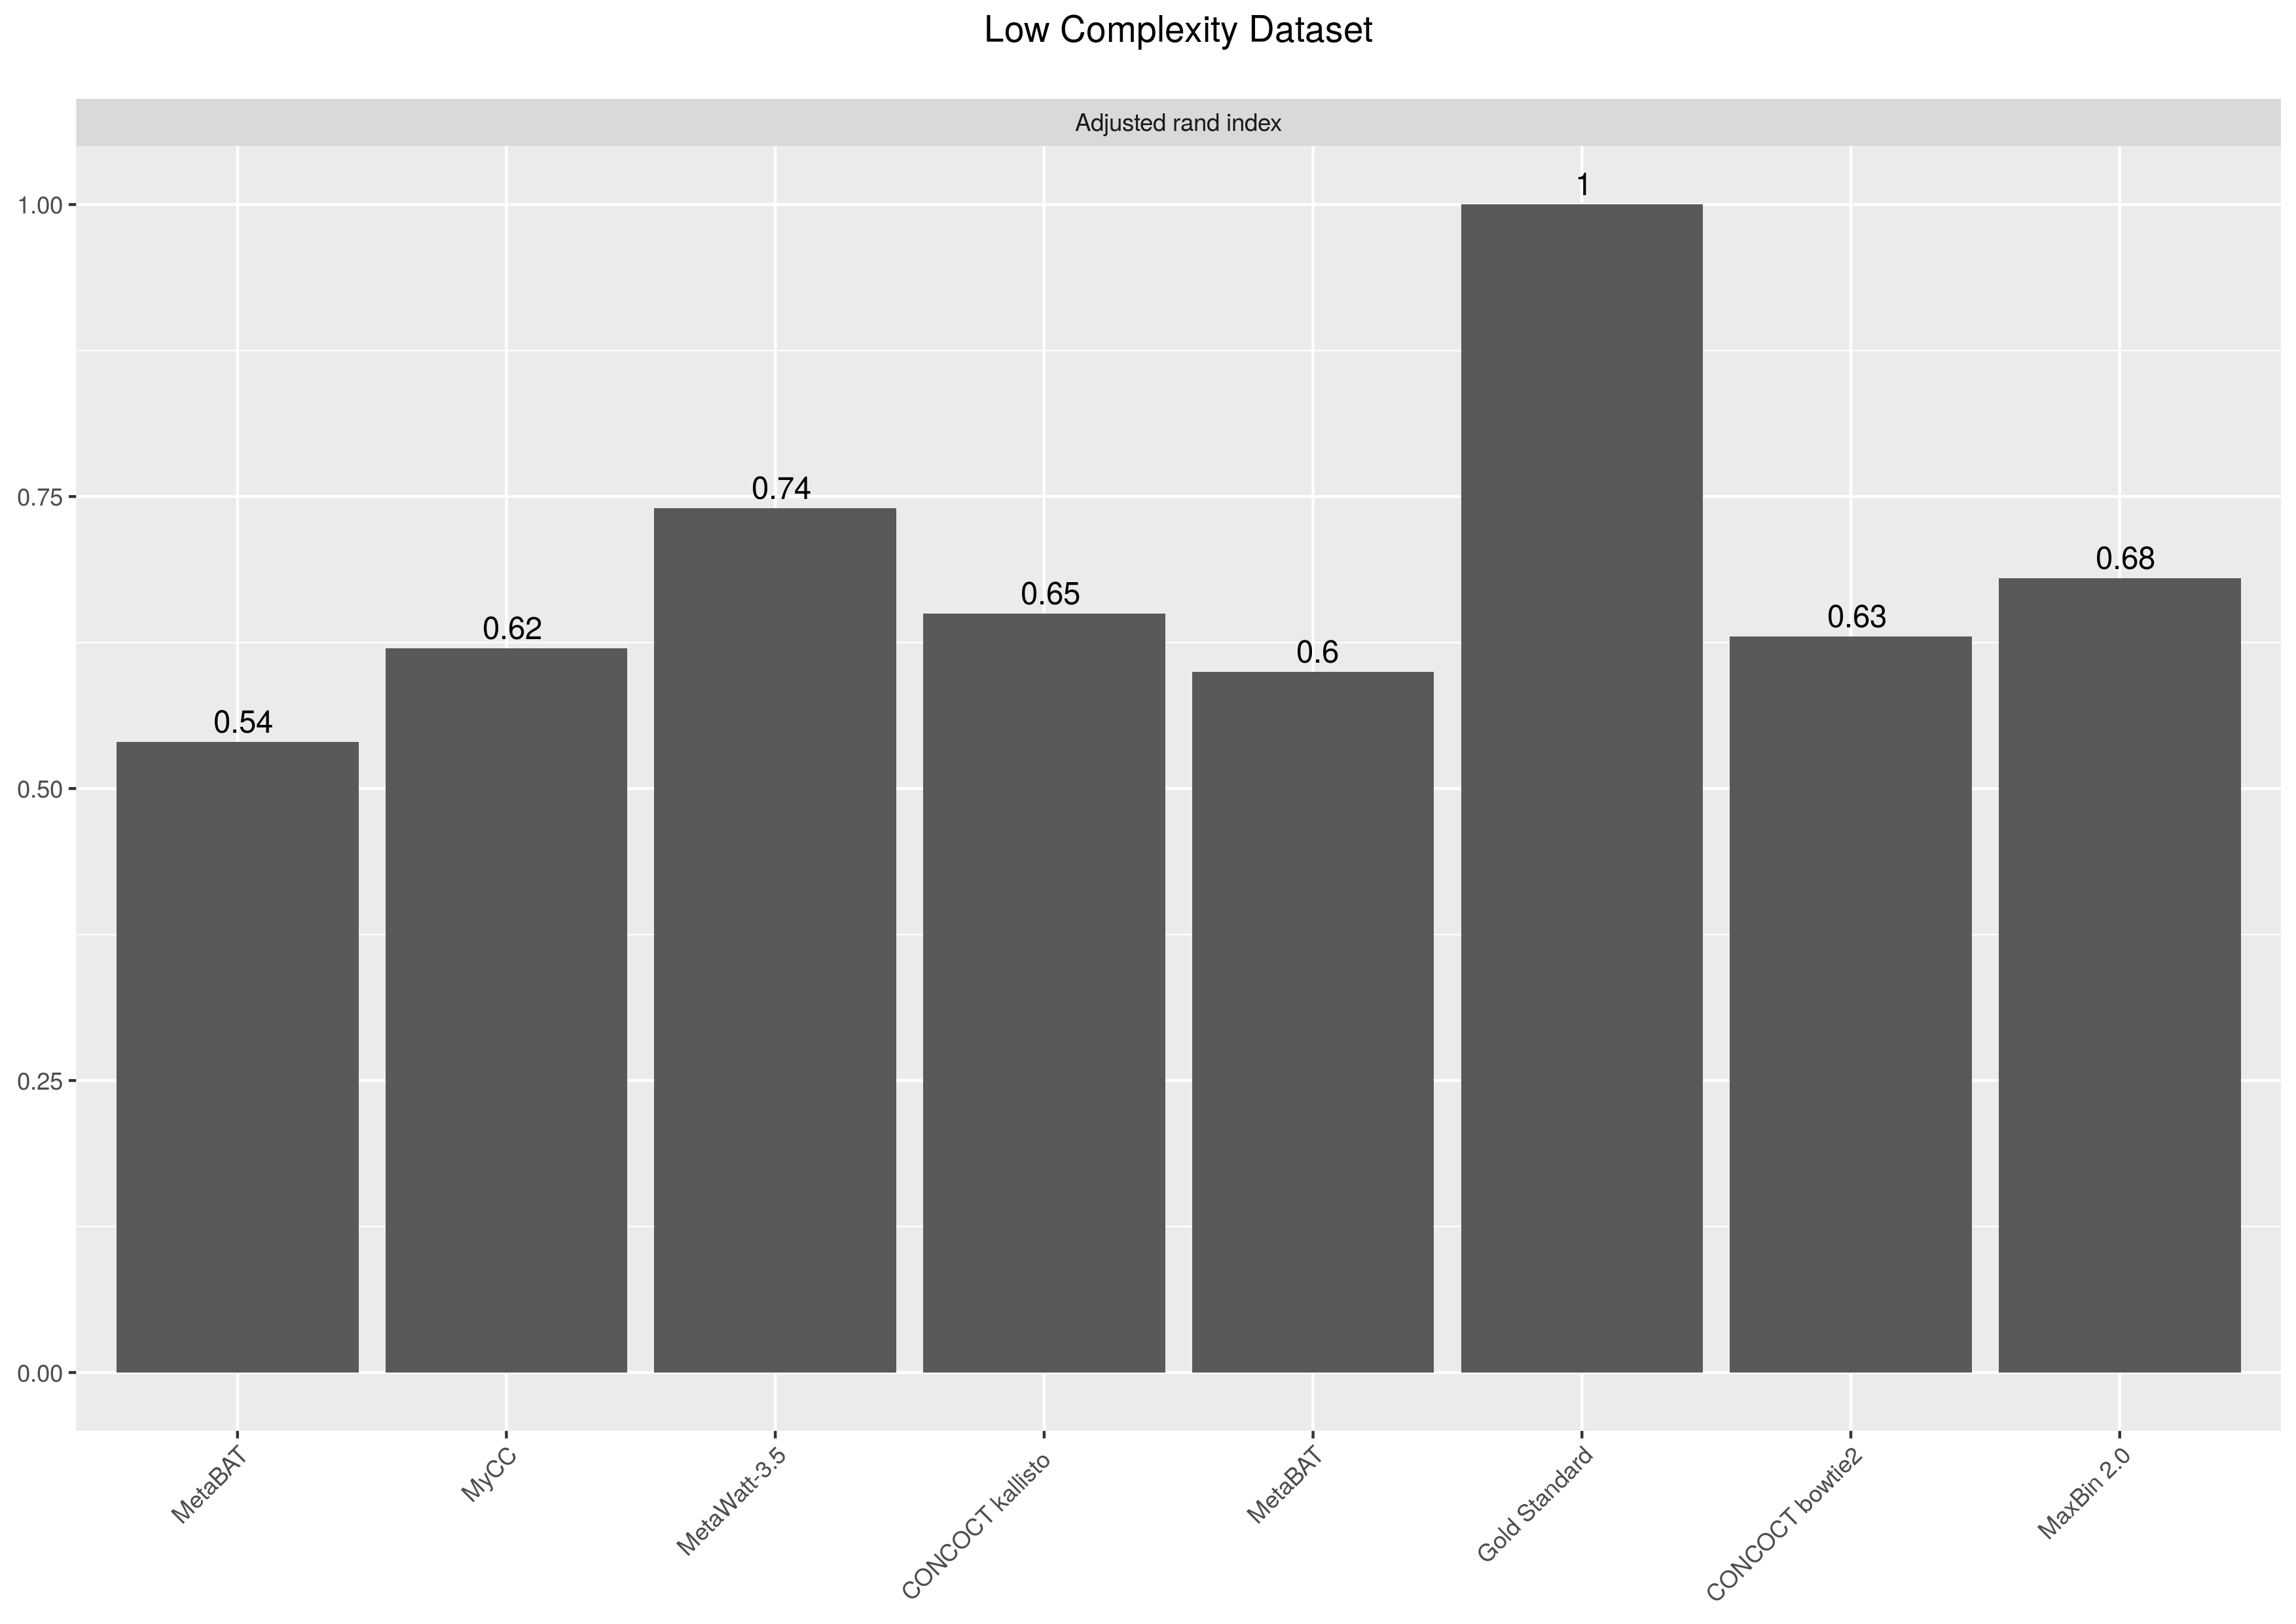 Low Complexity Dataset
Adjusted rand index
1.00
0.75
0.50
0.25
0.00
0.54
0.62
0.74
0.65
0.6
1
0.63
0.68
MetaBAT
MyCC
MetaWatt-3.5
CONCOCT kallisto
MetaBAT
Gold Standard
CONCOCT bowtie2
MaxBin 2.0